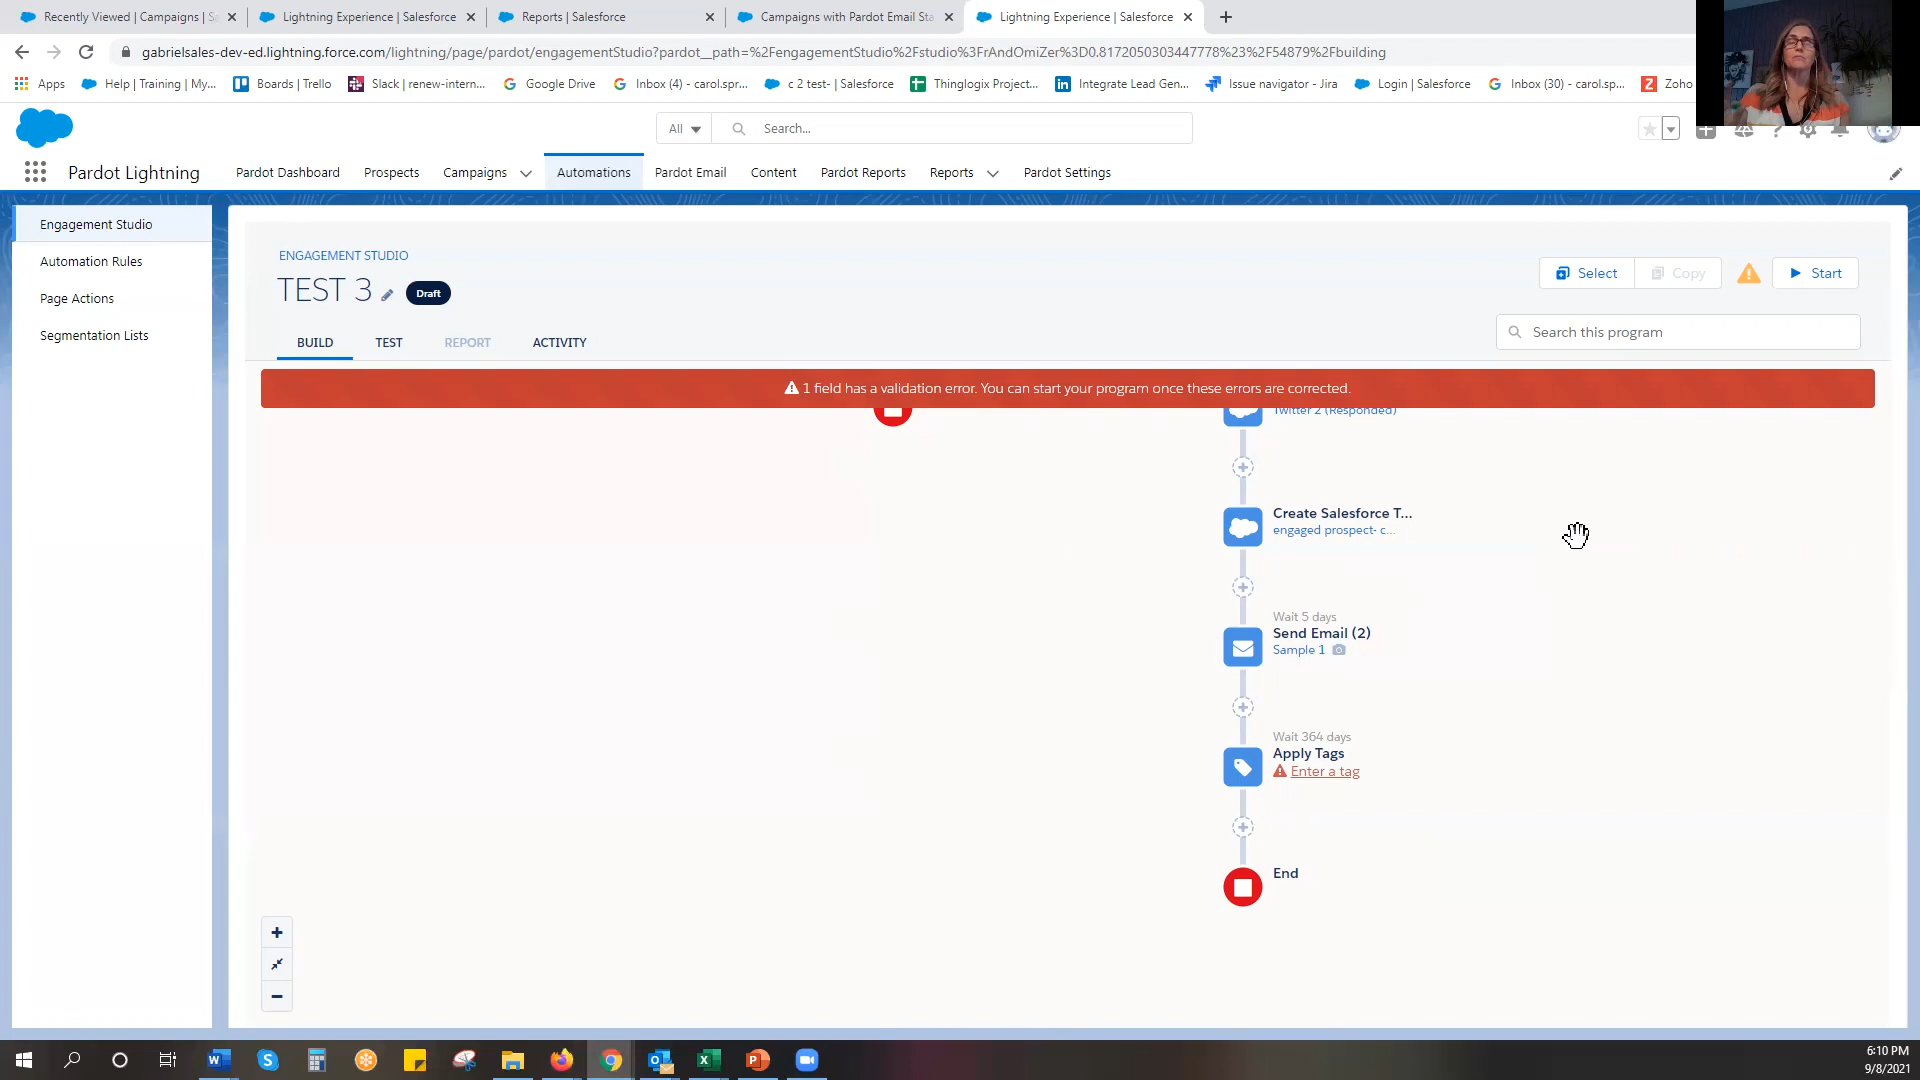 Recently Viewed | Campaigns | S
Lightning Experience | Salesforce
Reports | Salesforce
Campaigns with Pardot Email Sta
Lightning Experience | Salesforce
gabrielsales-dev-ed.lightning.force.com/lightning/page/pardot/engagementStudio?pardot__path=%2FengagementStudio%2Fstudio%3FrAndOmiZer%3D0.8172050303447778%23%2F54879%2Fbuilding
Apps
Help | Training | My...
Boards | Trello
Slack | renew-intern...
Google Drive
Inbox (4) - carol.spr...
c 2 test- | Salesforce
Thinglogix Project...
Integrate Lead Gen...
Issue navigator - Jira
Login | Salesforce
Inbox (30) - carol.sp...
Zoho
All
Search...
Pardot Lightning
Pardot Dashboard
Prospects
Campaigns
Automations
Pardot Email
Content
Pardot Reports
Reports
Pardot Settings
Engagement Studio
Automation Rules
Page Actions
Segmentation Lists
ENGAGEMENT STUDIO
TEST 3
Draft
Select
Copy
Start
BUILD
TEST
REPORT
ACTIVITY
Search this program
1 field has a validation error. You can start your program once these errors are corrected.
Twitter 2 (Responded)
Create Salesforce T...
engaged prospect- c...
Wait 5 days
Send Email (2)
Sample 1
Wait 364 days
Apply Tags
Enter a tag
End
6:10 PM
9/8/2021